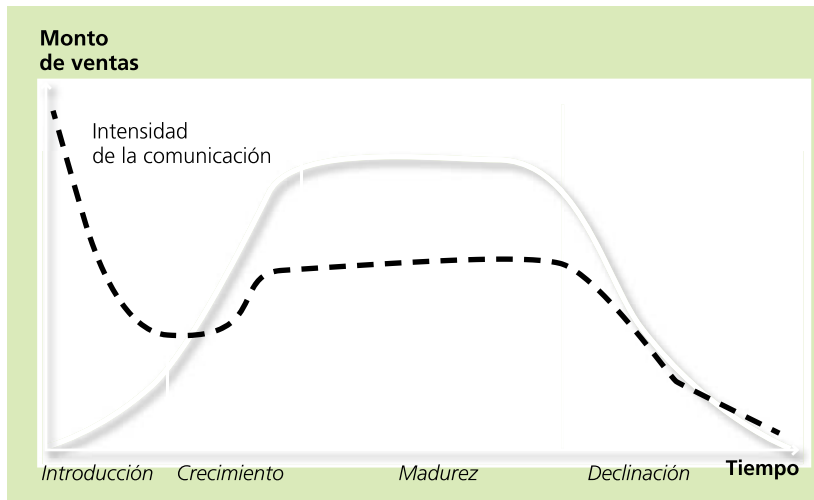 Monto
de ventas
Intensidad
de la comunicación
Introducción Crecimiento Madurez Declinación Tiempo